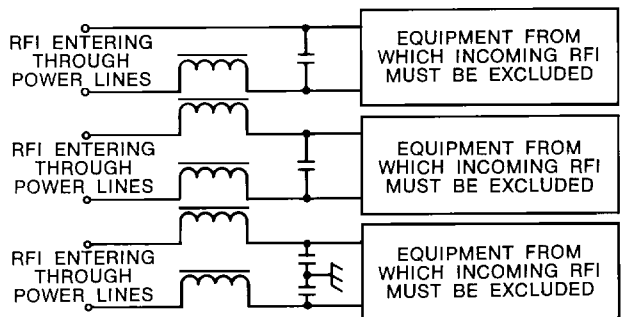 RFI ENTERING
THROUGH
POWER LINES
EQUIPMENT FROM
WHICH INCOMING RFI
MUST BE EXCLUDED
RFI ENTERING
THROUGH
POWER LINES
EQUIPMENT FROM
WHICH INCOMING RFI
MUST BE EXCLUDED
RFI ENTERING
THROUGH
POWER LINES
EQUIPMENT FROM
WHICH INCOMING RFI
MUST BE EXCLUDED